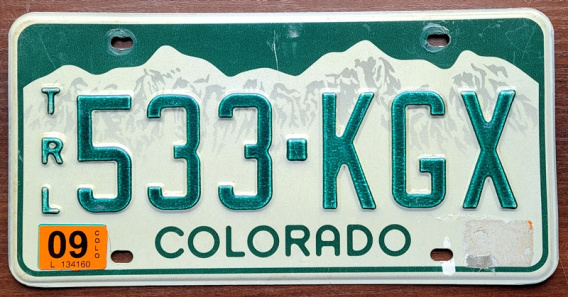 TRL
533·KGX
09
COLO
L 134160
COLORADO